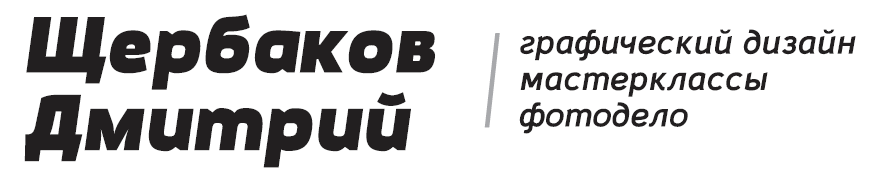 Щербаков
Дмитрий
графический дизайн
мастерклассы
фотодело